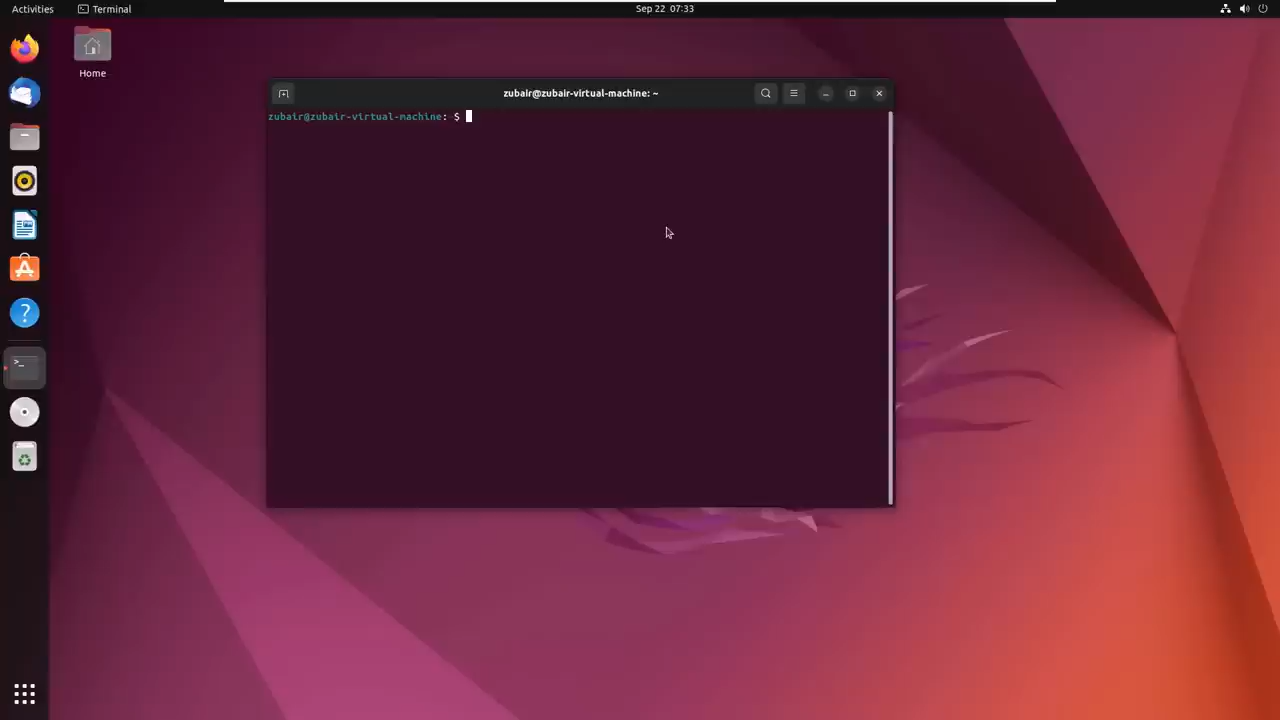 Activities
Terminal
Sep 22 07:33
Home
zubair@zubair-virtual-machine: ~
zubair@zubair-virtual-machine:~$